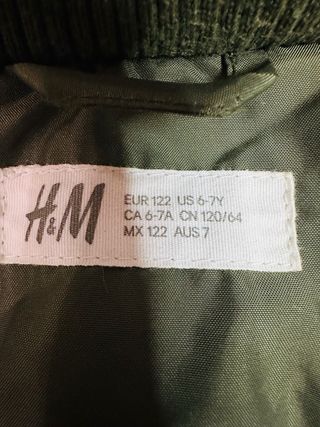 H&M
EUR 122 US 6-7Y
CA 6-7A CN 120/64
MX 122 AUS 7